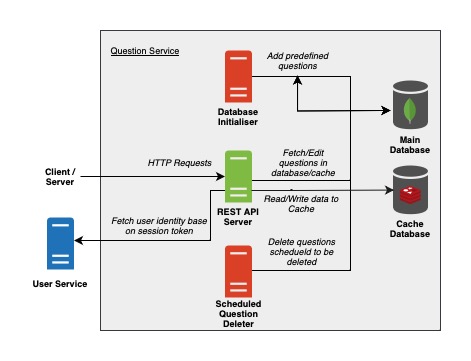 Question Service
Add predefined
questions
Database
Initialiser
Main
Database
HTTP Requests
Fetch/Edit
questions in
database/cache
Client /
Server
REST API
Server
Read/Write data to
Cache
Cache
Database
Fetch user identity base
on session token
User Service
Delete questions
schedueld to be
deleted
Scheduled
Question
Deleter